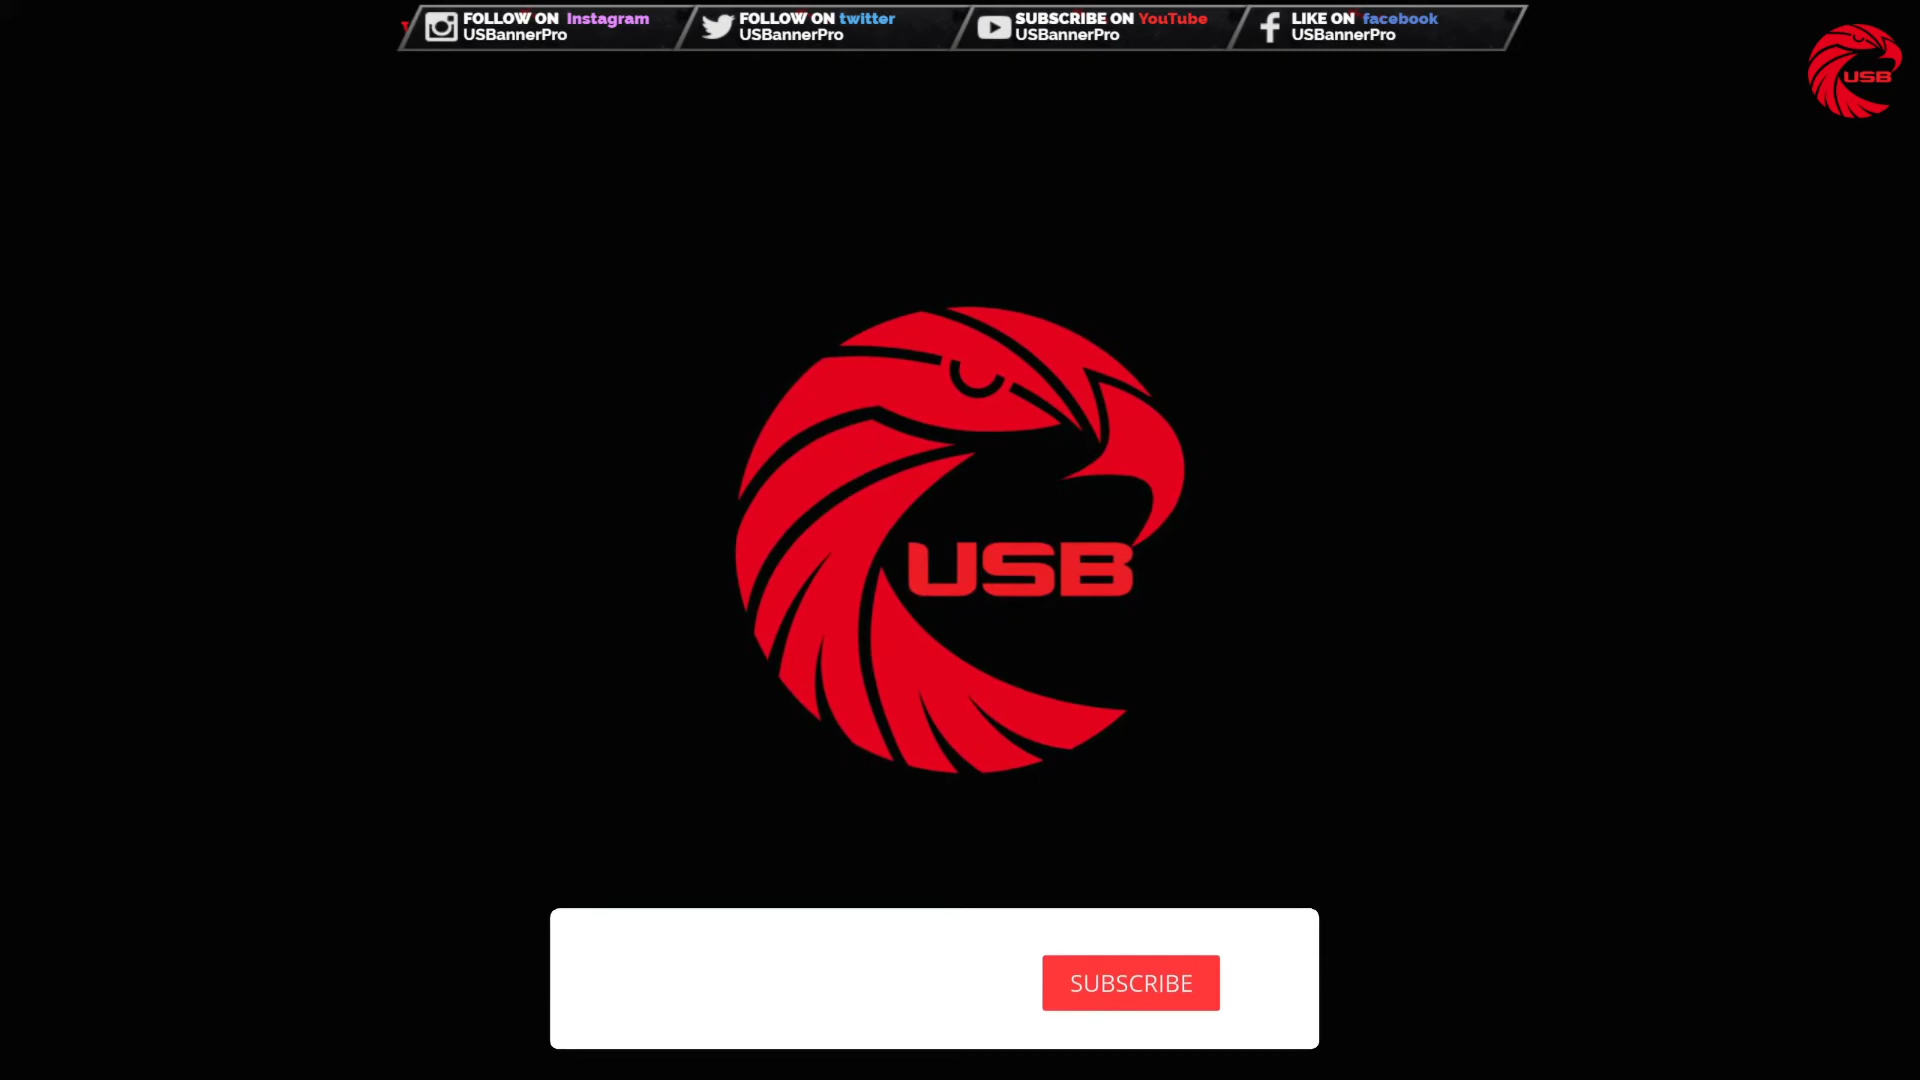 FOLLOW ON Instagram
USBannerPro
FOLLOW ON twitter
USBannerPro
SUBSCRIBE ON YouTube
USBannerPro
LIKE ON facebook
USBannerPro
USB
USB
SUBSCRIBE